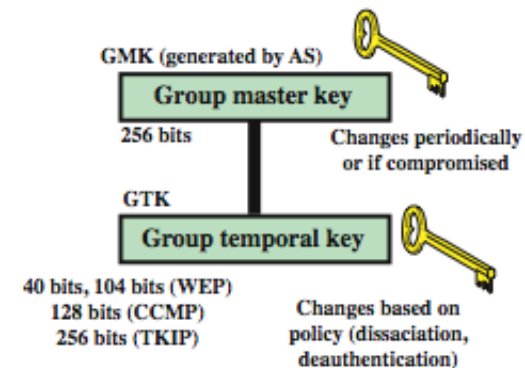 GMK (generated by AS)
Group master key
256 bits
Changes periodically
or if compromised
GTK
Group temporal key
40 bits, 104 bits (WEP)
128 bits (CCMP)
256 bits (TKIP)
Changes based on
policy (dissaciation,
deauthentication)